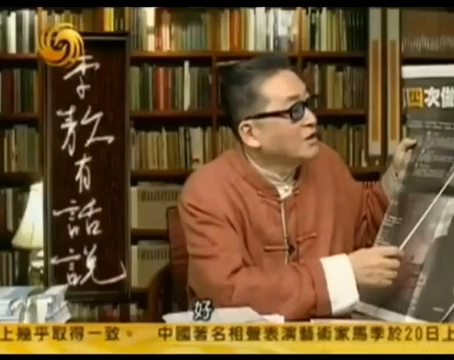 李敖有話說
四次做
好
上幾乎取得一致。 中國著名相聲表演藝術家馬季於20日上